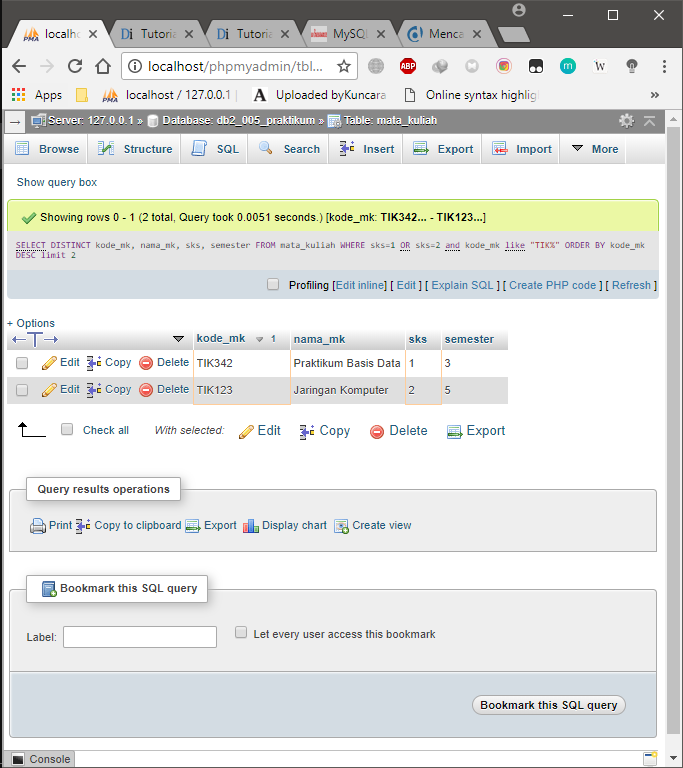 localh
Tutoria
Tutoria
MySQL
Menca
localhost/phpmyadmin/tbl...
Apps
localhost / 127.0.0.1
Uploaded byKuncara
Online syntax highlig
»
Server: 127.0.0.1 » Database: db2_005_praktikum » Table: mata_kuliah
Browse Structure SQL Search Insert Export Import More
Show query box
Showing rows 0 - 1 (2 total, Query took 0.0051 seconds.) [kode_mk: TIK342... - TIK123...]
SELECT DISTINCT kode_mk, nama_mk, sks, semester FROM mata_kuliah WHERE sks=1 OR sks=2 and kode_mk like "TIK%" ORDER BY kode_mk
DESC limit 2
Profiling [Edit inline] [ Edit ] [ Explain SQL ] [ Create PHP code ] [ Refresh ]
+ Options
kode_mk 1 nama_mk sks semester
Edit Copy Delete TIK342 Praktikum Basis Data 1 3
Edit Copy Delete TIK123 Jaringan Komputer 2 5
Check all With selected: Edit Copy Delete Export
Query results operations
Print Copy to clipboard Export Display chart Create view
Bookmark this SQL query
Label: Let every user access this bookmark
Bookmark this SQL query
Console